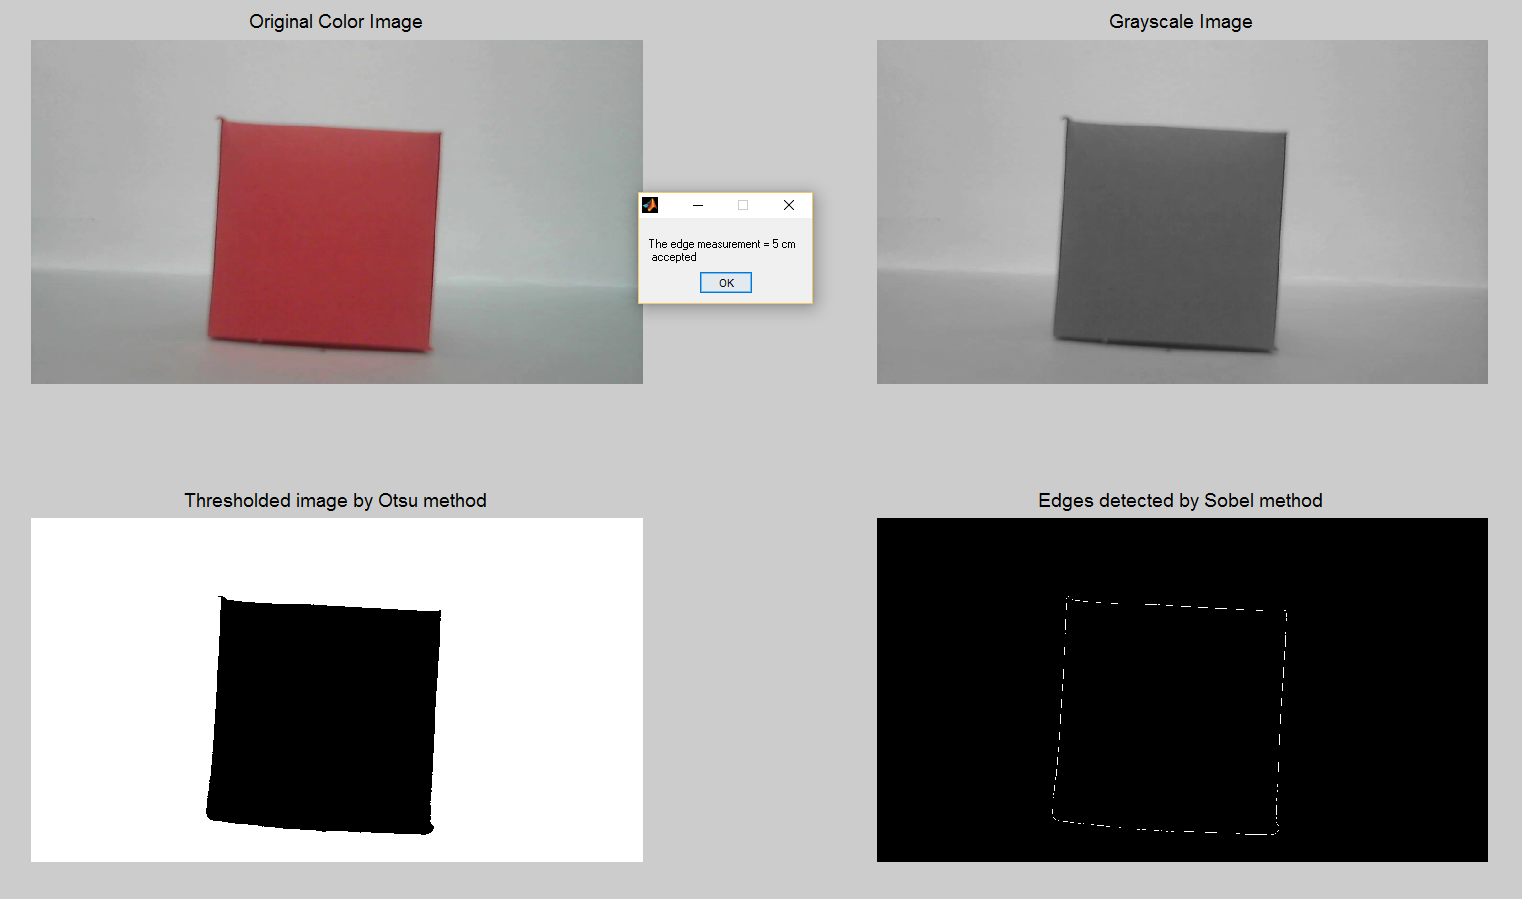 Original Color Image
Grayscale Image
The edge measurement = 5 cm
accepted
OK
Thresholded image by Otsu method
Edges detected by Sobel method